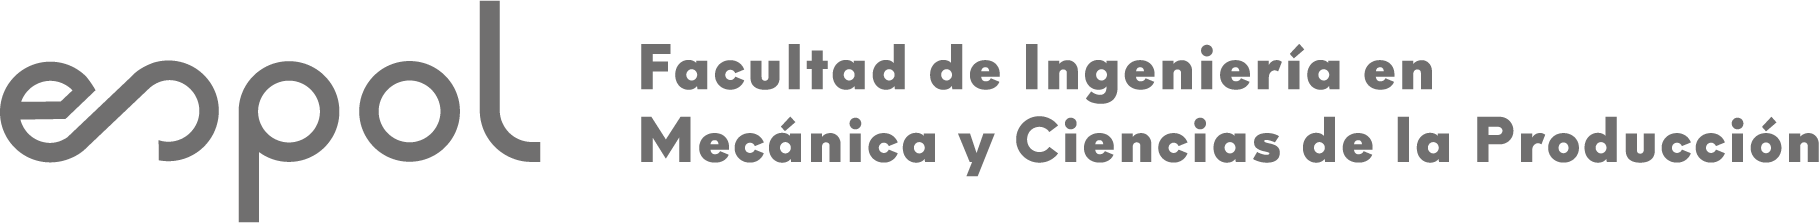 espol
Facultad de Ingeniería en
Mecánica y Ciencias de la Producción